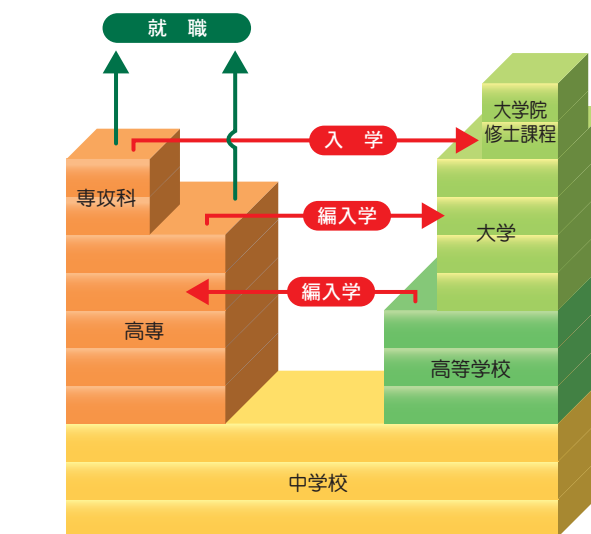 就　職
大学院
修士課程
入　学
専攻科
編入学
大学
編入学
高専
高等学校
中学校